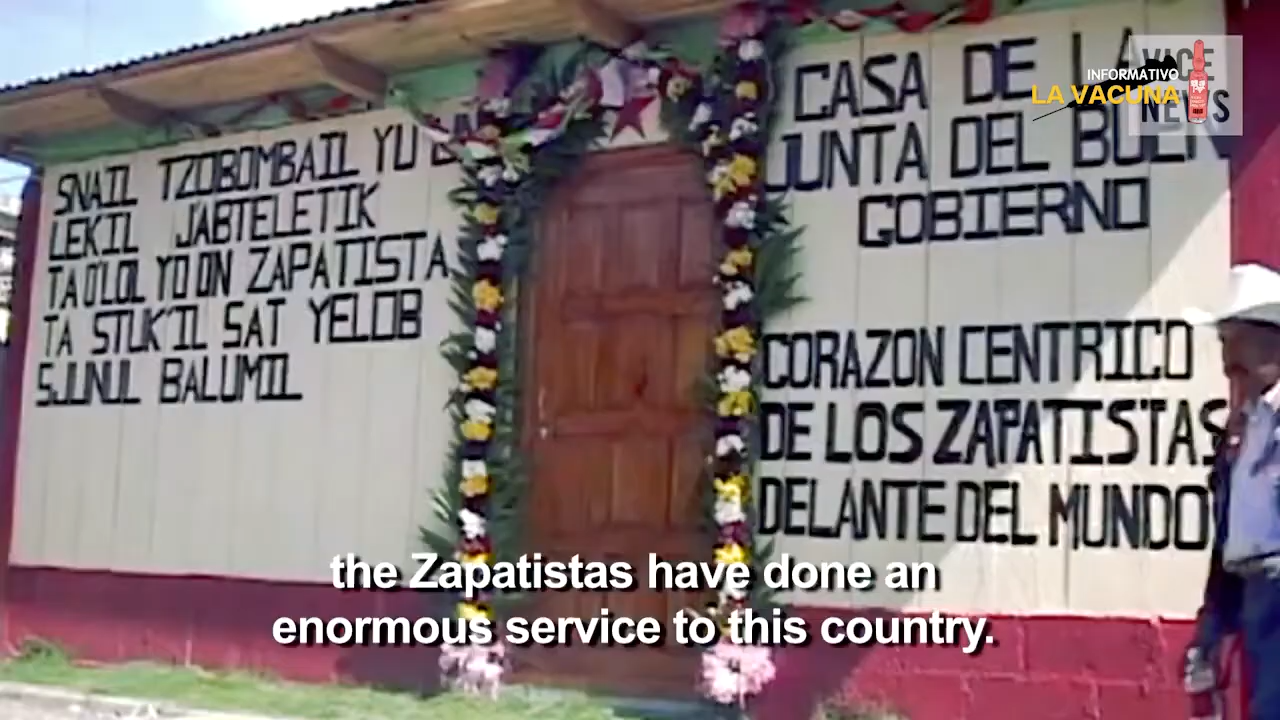 SNAIL TZOBOMBAIL YU'UN
LEKIL JABTELETIK
TA O'LOL YO'ON ZAPATISTA
TA STUK'IL SAT YELOB
SJUNUL BALUMIL
CASA DE LA
JUNTA DEL BUEN
GOBIERNO
CORAZON CENTRICO
DE LOS ZAPATISTAS
DELANTE DEL MUNDO
INFORMATIVO
LA VACUNA
VICE
NEWS
the Zapatistas have done an
enormous service to this country.